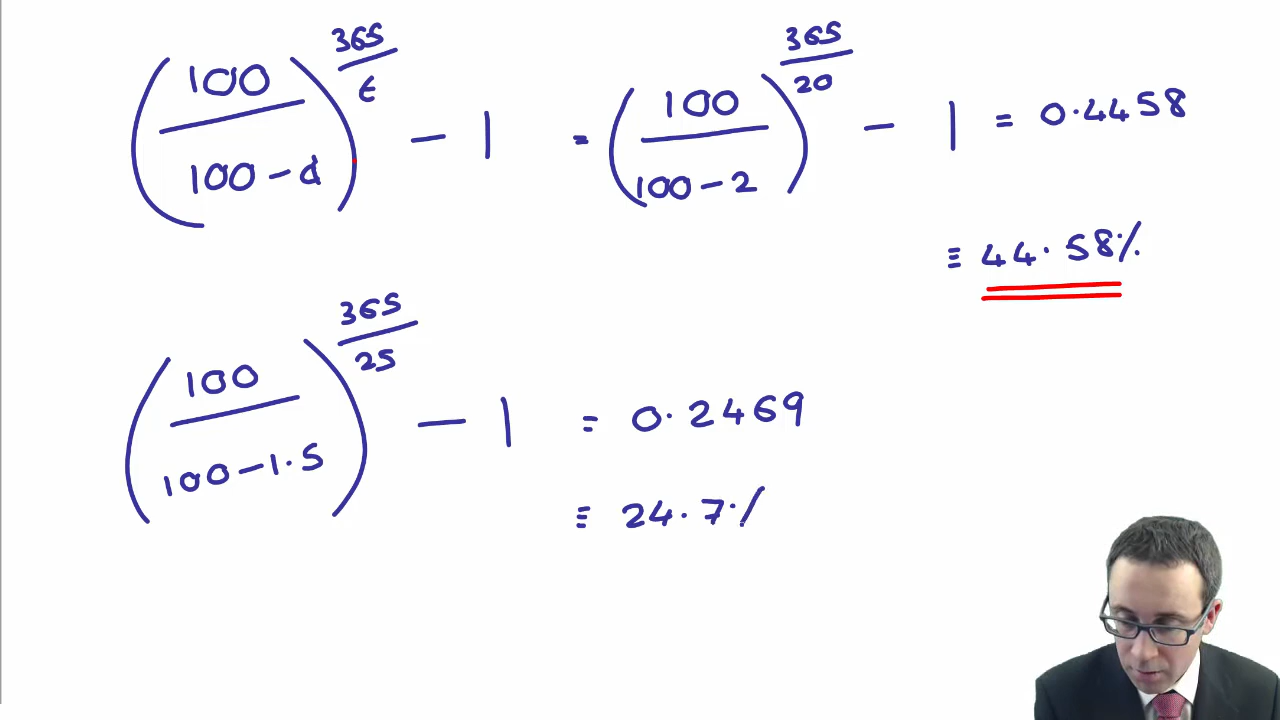 (100/(100-d))^(365/t) - 1 = (100/(100-2))^(365/20) - 1 = 0.4458
≡ 44.58%
(100/(100-1.5))^(365/25) - 1 = 0.2469
≡ 24.7%